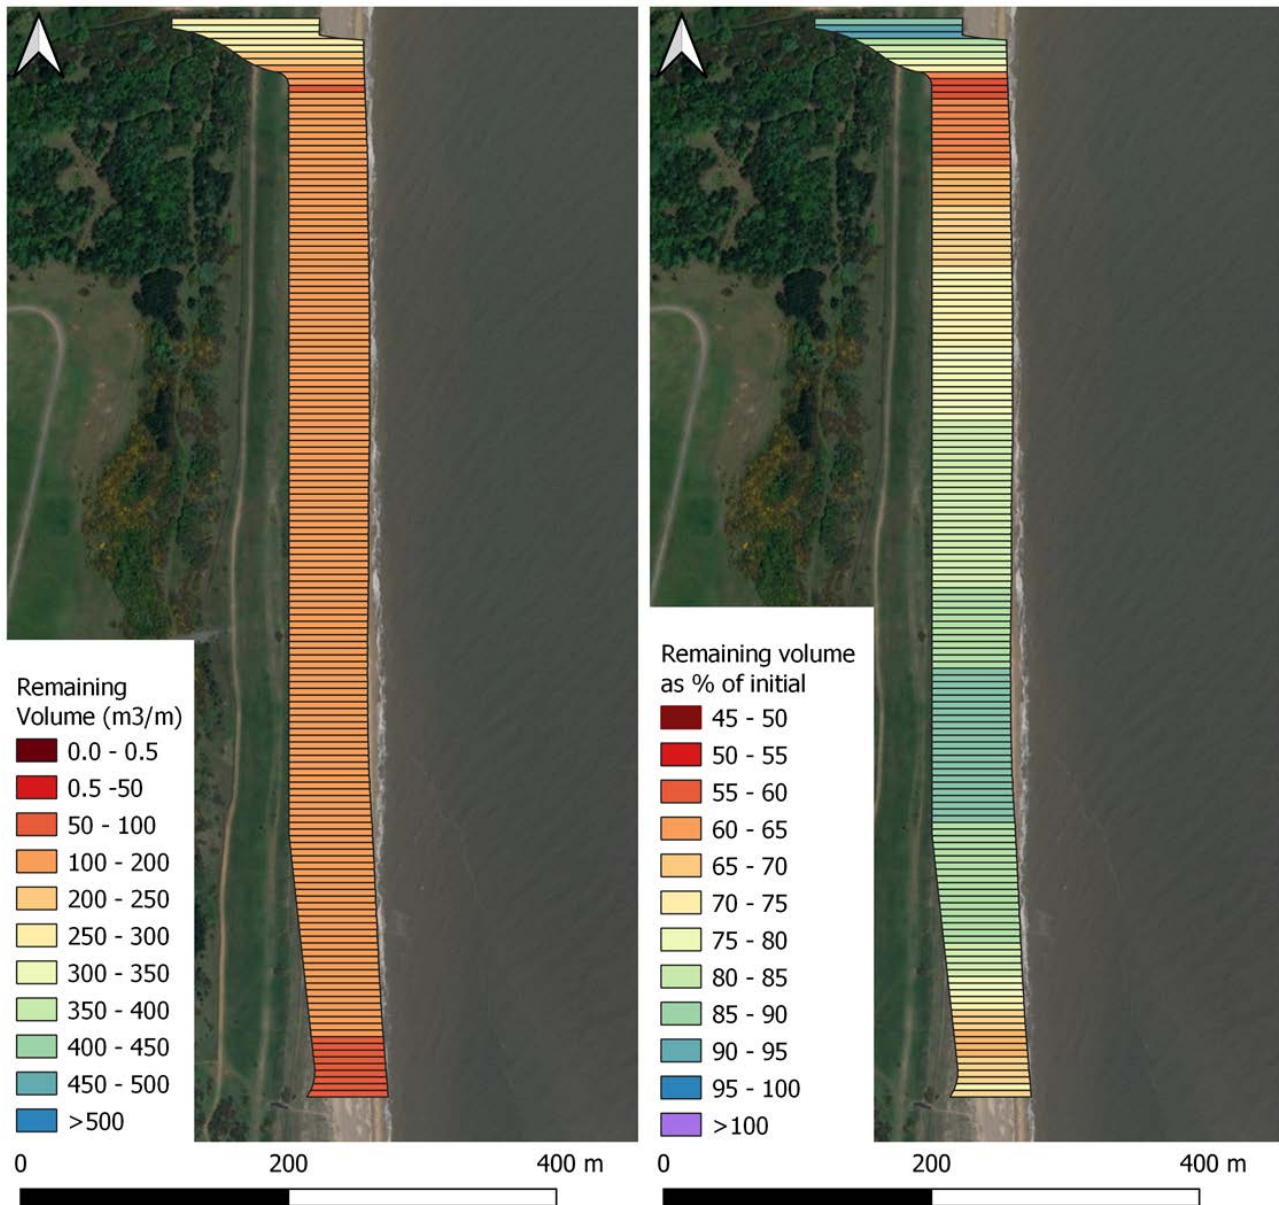 Remaining
Volume (m3/m)
0.0 - 0.5
0.5 -50
50 - 100
100 - 200
200 - 250
250 - 300
300 - 350
350 - 400
400 - 450
450 - 500
>500
0 200 400 m
Remaining volume
as % of initial
45 - 50
50 - 55
55 - 60
60 - 65
65 - 70
70 - 75
75 - 80
80 - 85
85 - 90
90 - 95
95 - 100
>100
0 200 400 m